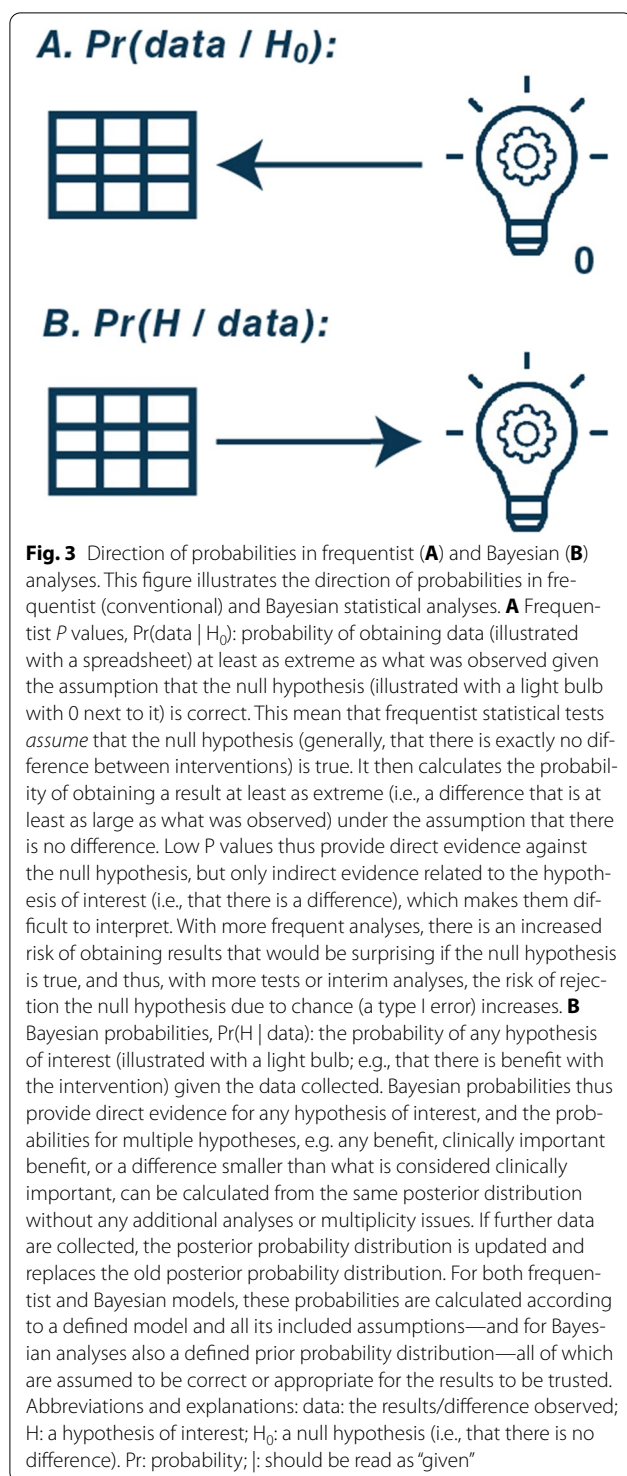 A. Pr(data / H₀):
0
B. Pr(H / data):
Fig. 3 Direction of probabilities in frequentist (A) and Bayesian (B)
analyses. This figure illustrates the direction of probabilities in fre-
quentist (conventional) and Bayesian statistical analyses. A Frequen-
tist P values, Pr(data | H₀): probability of obtaining data (illustrated
with a spreadsheet) at least as extreme as what was observed given
the assumption that the null hypothesis (illustrated with a light bulb
with 0 next to it) is correct. This mean that frequentist statistical tests
assume that the null hypothesis (generally, that there is exactly no dif-
ference between interventions) is true. It then calculates the probabil-
ity of obtaining a result at least as extreme (i.e., a difference that is at
least as large as what was observed) under the assumption that there
is no difference. Low P values thus provide direct evidence against
the null hypothesis, but only indirect evidence related to the hypoth-
esis of interest (i.e., that there is a difference), which makes them dif-
ficult to interpret. With more frequent analyses, there is an increased
risk of obtaining results that would be surprising if the null hypothesis
is true, and thus, with more tests or interim analyses, the risk of rejec-
tion the null hypothesis due to chance (a type I error) increases. B
Bayesian probabilities, Pr(H | data): the probability of any hypothesis
of interest (illustrated with a light bulb; e.g., that there is benefit with
the intervention) given the data collected. Bayesian probabilities thus
provide direct evidence for any hypothesis of interest, and the prob-
abilities for multiple hypotheses, e.g. any benefit, clinically important
benefit, or a difference smaller than what is considered clinically
important, can be calculated from the same posterior distribution
without any additional analyses or multiplicity issues. If further data
are collected, the posterior probability distribution is updated and
replaces the old posterior probability distribution. For both frequen-
tist and Bayesian models, these probabilities are calculated according
to a defined model and all its included assumptions—and for Bayes-
ian analyses also a defined prior probability distribution—all of which
are assumed to be correct or appropriate for the results to be trusted.
Abbreviations and explanations: data: the results/difference observed;
H: a hypothesis of interest; H₀: a null hypothesis (i.e., that there is no
difference). Pr: probability; |: should be read as “given”